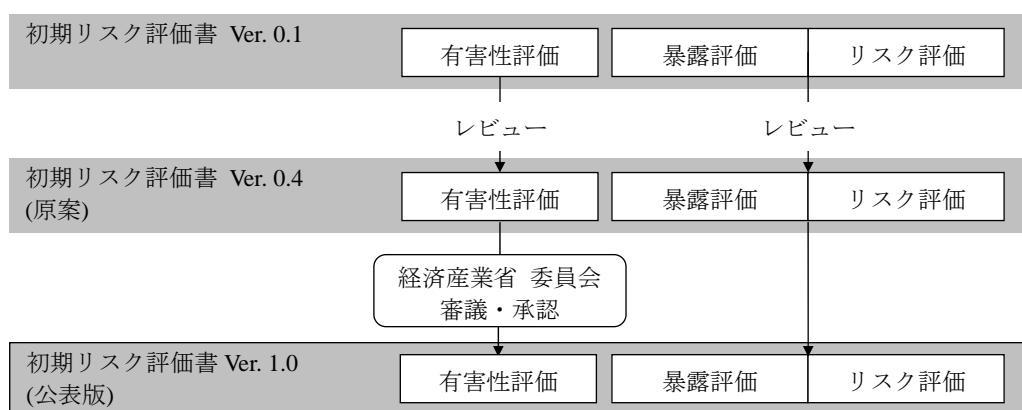 初期リスク評価書 Ver. 0.1
有害性評価
暴露評価
リスク評価
レビュー
レビュー
初期リスク評価書 Ver. 0.4
(原案)
有害性評価
暴露評価
リスク評価
経済産業省 委員会
審議・承認
初期リスク評価書 Ver. 1.0
(公表版)
有害性評価
暴露評価
リスク評価